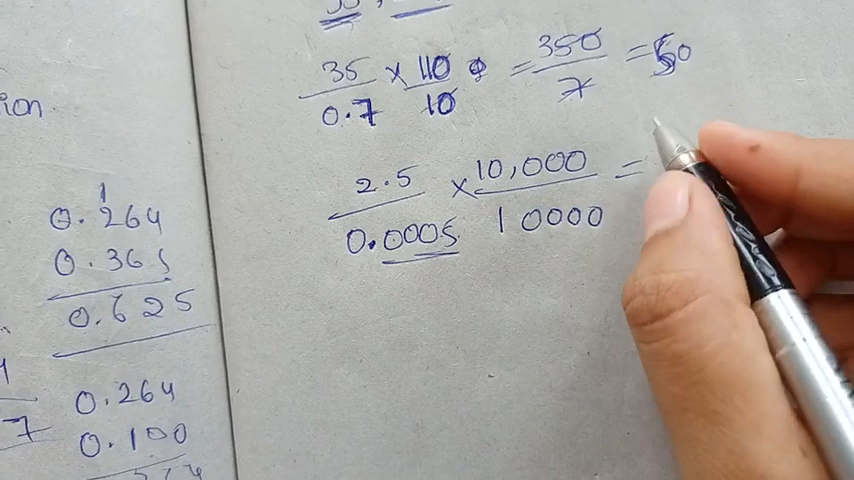 ion
0.264
0.365
0.625
7
0.264
0.100
35/0.7 × 110/10 = 350/7 = 50
2.5/0.0005 × 10,000/10000 =